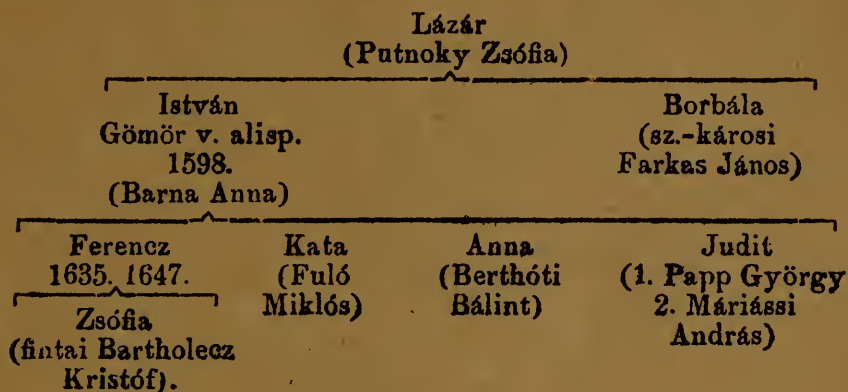 Lázár
(Putnoky Zsófia)
István
Gömör v. alisp.
1598.
(Barna Anna)
Borbála
(sz.-károsi
Farkas János)
Ferencz
1635. 1647.
Kata
(Fuló
Miklós)
Anna
(Berthóti
Bálint)
Judit
(1. Papp György
2. Máriássi
András)
Zsófia
(fintai Bartholecz
Kristóf).